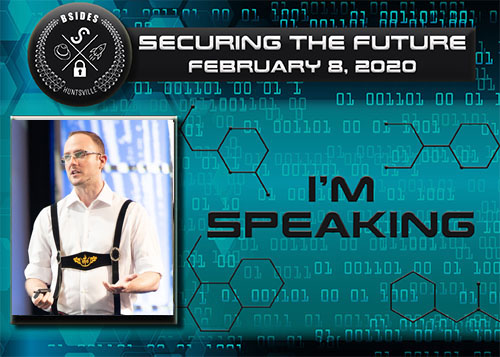 BSIDES
HUNTSVILLE
SECURING THE FUTURE
FEBRUARY 8, 2020
I'M
SPEAKING